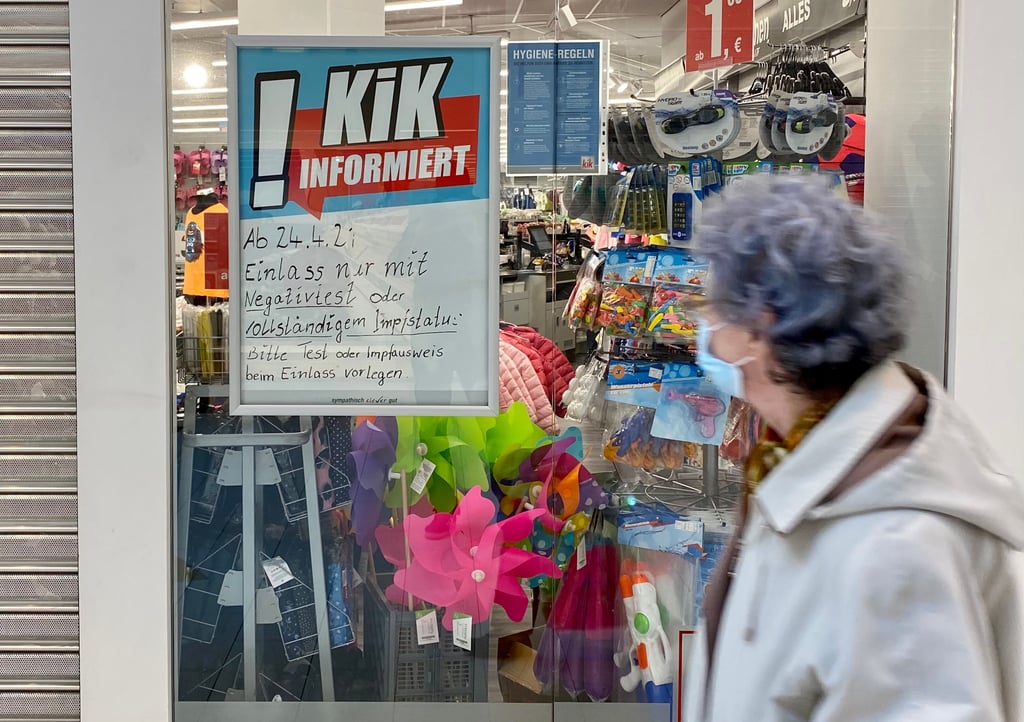 ! KiK
INFORMIERT
Ab 24.4.21
Einlass nur mit
Negativtest oder
vollständigem Impfstatus
Bitte Test oder Impfausweis
beim Einlass vorlegen.
sympathisch clever gut
HYGIENE-REGELN
kik
ab 1,
€
ALLES